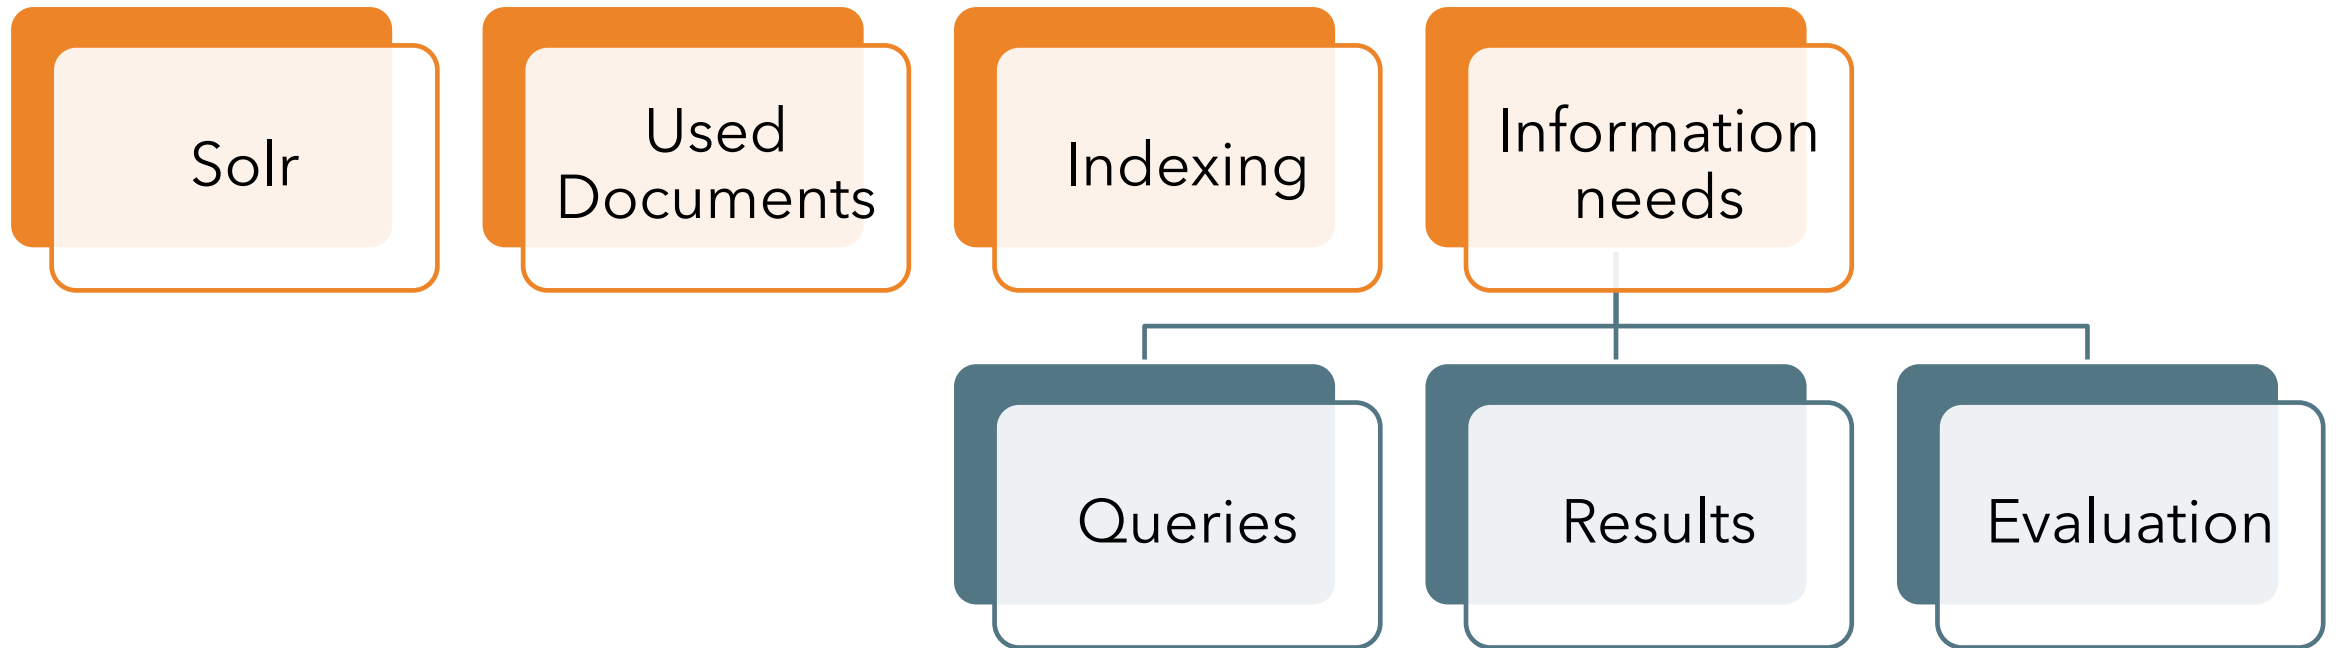 Solr
Used
Documents
Indexing
Information
needs
Queries
Results
Evaluation